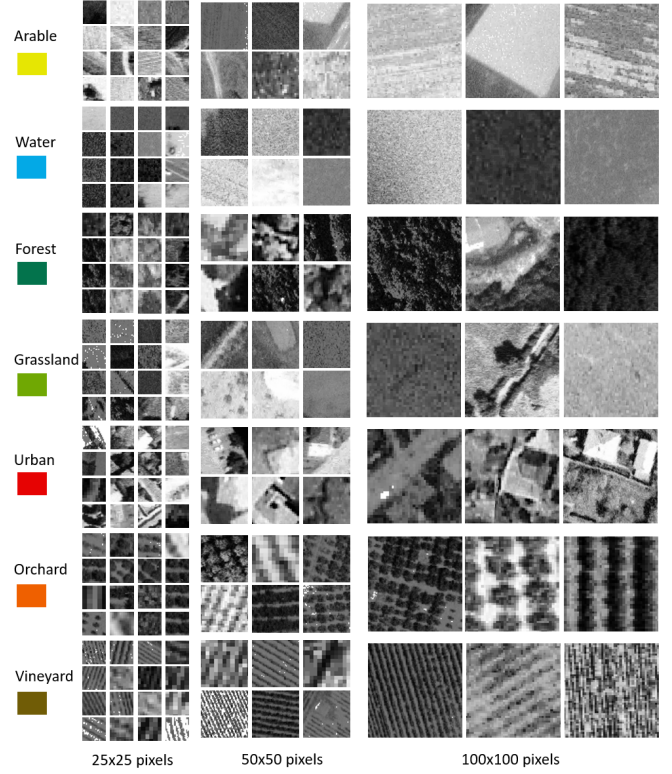 Arable
Water
Forest
Grassland
Urban
Orchard
Vineyard
25x25 pixels
50x50 pixels
100x100 pixels